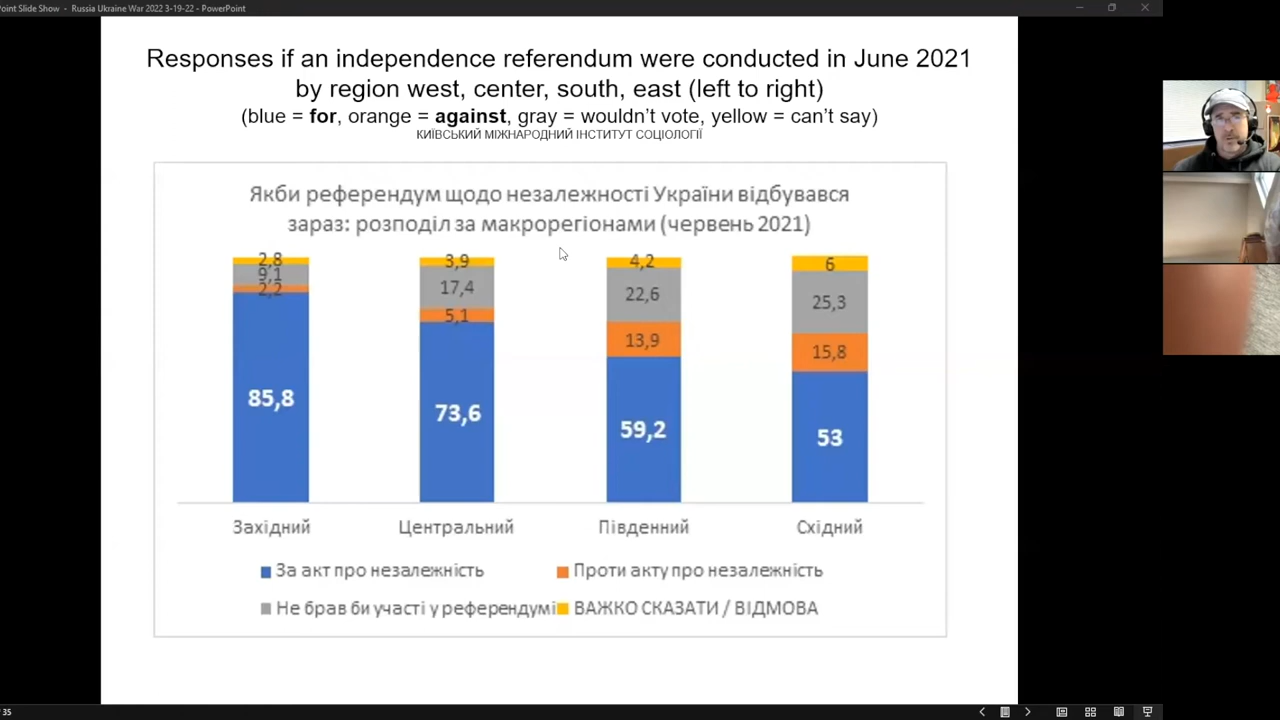 oint Slide Show - Russia Ukraine War 2022 3-19-22 - PowerPoint
Responses if an independence referendum were conducted in June 2021
by region west, center, south, east (left to right)
(blue = for, orange = against, gray = wouldn't vote, yellow = can't say)
КИЇВСЬКИЙ МІЖНАРОДНИЙ ІНСТИТУТ СОЦІОЛОГІЇ
Якби референдум щодо незалежності України відбувався
зараз: розподіл за макрорегіонами (червень 2021)
2,8 3,9 4,2 6
9,1 17,4 22,6 25,3
2,2 5,1 13,9 15,8
85,8 73,6 59,2 53
Західний Центральний Південний Східний
За акт про незалежність Проти акту про незалежність
Не брав би участі у референдумі ВАЖКО СКАЗАТИ / ВІДМОВА
35